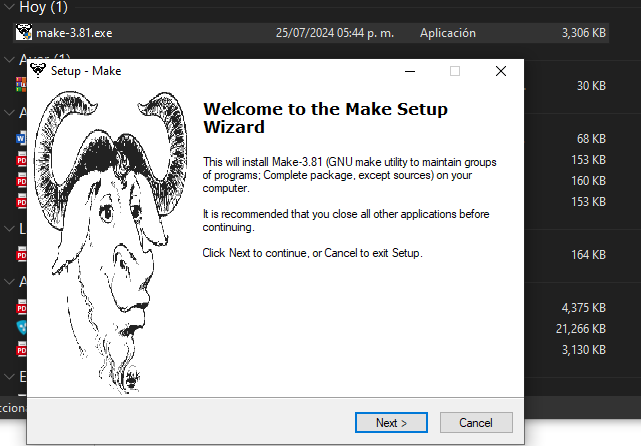 Hoy (1)
make-3.81.exe 25/07/2024 05:44 p. m. Aplicación 3,306 KB
Setup - Make
30 KB
Welcome to the Make Setup
Wizard
68 KB
This will install Make-3.81 (GNU make utility to maintain groups
153 KB
of programs; Complete package, except sources) on your
160 KB
computer.
153 KB
It is recommended that you close all other applications before
continuing.
Click Next to continue, or Cancel to exit Setup.
164 KB
4,375 KB
21,266 KB
3,130 KB
Next >
Cancel